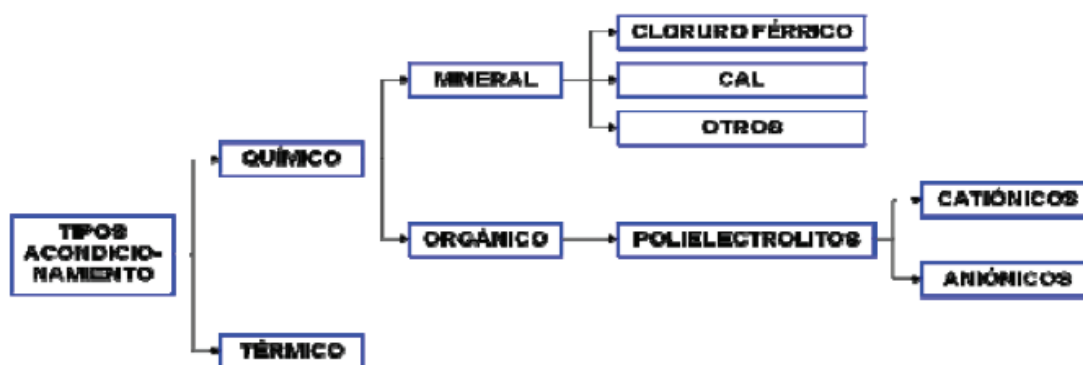 TIPOS
ACONDICIO-
NAMIENTO
QUÍMICO
TÉRMICO
MINERAL
ORGÁNICO
CLORURO FÉRRICO
CAL
OTROS
POLIELECTROLITOS
CATIÓNICOS
ANIÓNICOS